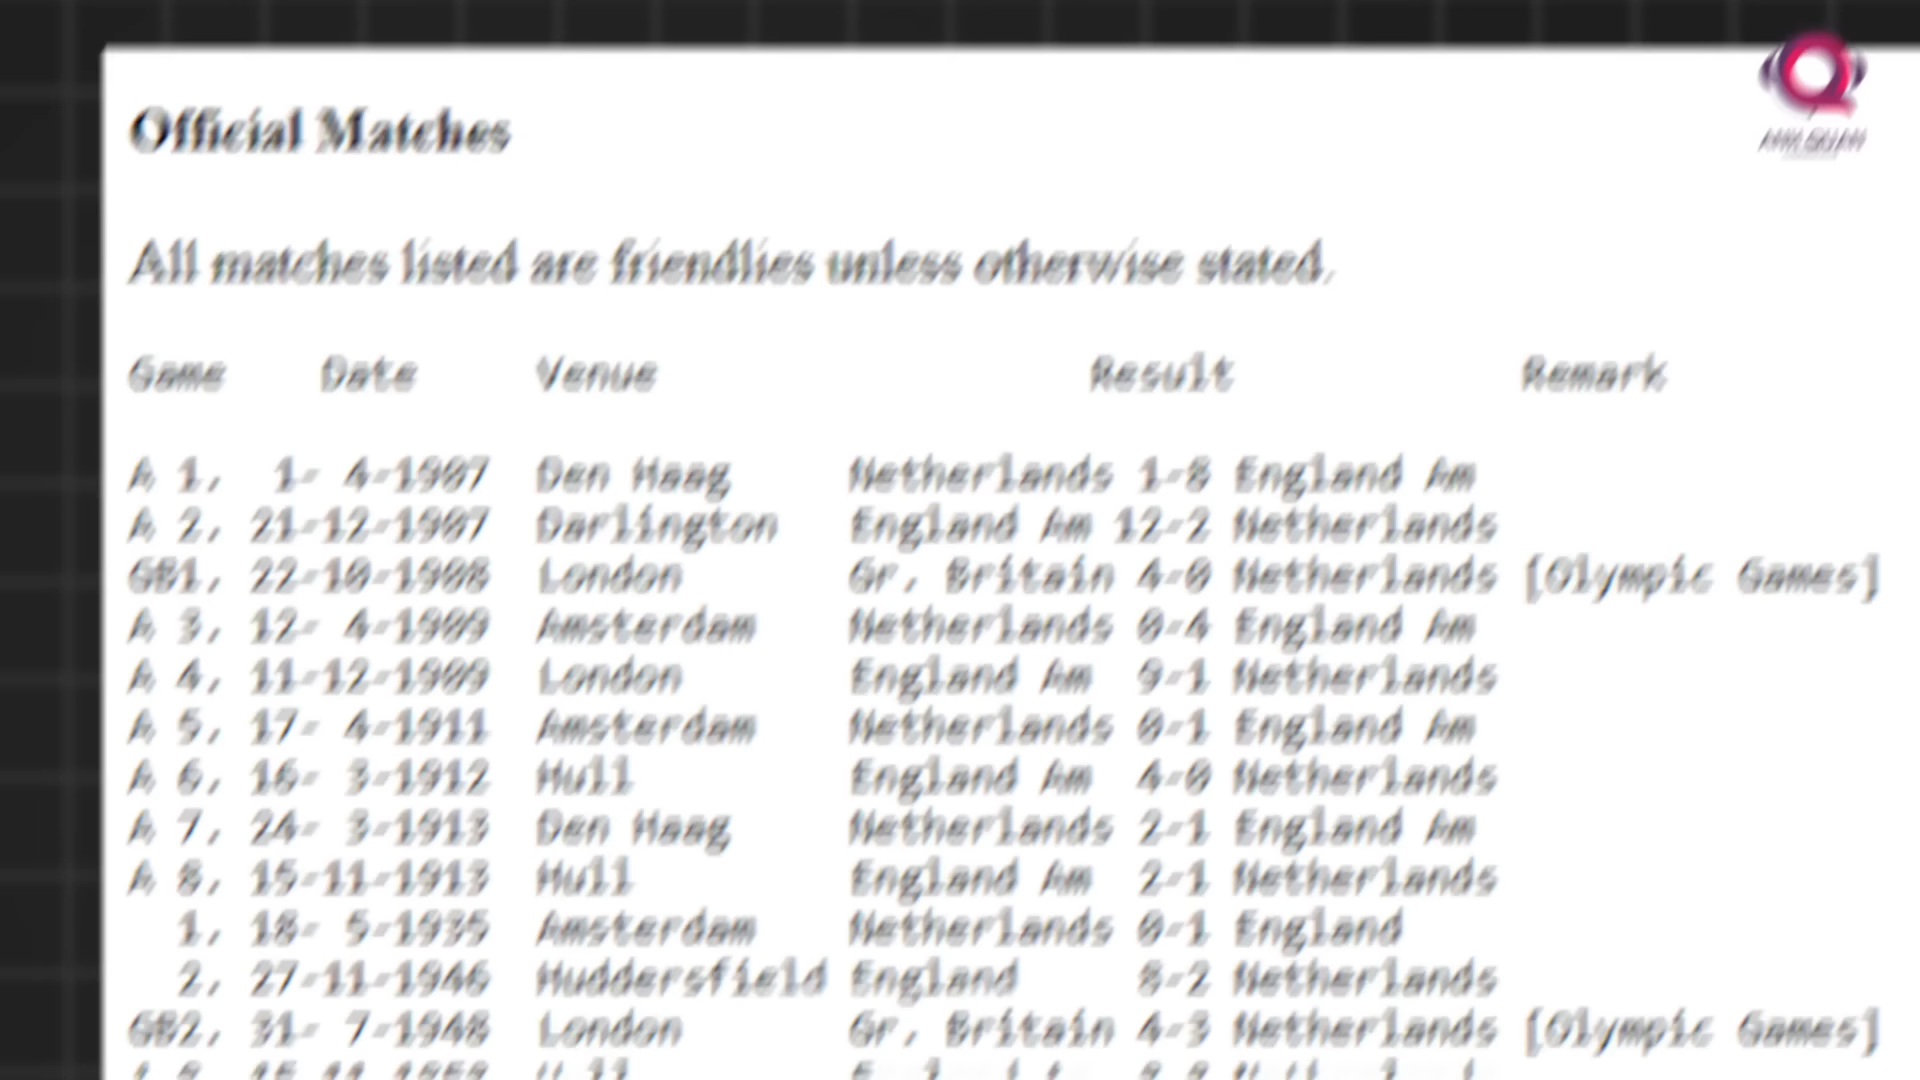 Official Matches
All matches listed are friendlies unless otherwise stated.
Game Date Venue Result Remark
A 1. 1- 4-1907 Den Haag Netherlands 1-8 England Am
A 2. 21-12-1907 Darlington England Am 12-2 Netherlands
GB1. 22-10-1908 London Gr. Britain 4-0 Netherlands [Olympic Games]
A 3. 12- 4-1909 Amsterdam Netherlands 0-4 England Am
A 4. 11-12-1909 London England Am 9-1 Netherlands
A 5. 17- 4-1911 Amsterdam Netherlands 0-1 England Am
A 6. 16- 3-1912 Hull England Am 4-0 Netherlands
A 7. 24- 3-1913 Den Haag Netherlands 2-1 England Am
A 8. 15-11-1913 Hull England Am 2-1 Netherlands
1. 18- 5-1935 Amsterdam Netherlands 0-1 England
2. 27-11-1946 Huddersfield England 8-2 Netherlands
GB2. 31- 7-1948 London Gr. Britain 4-3 Netherlands [Olympic Games]